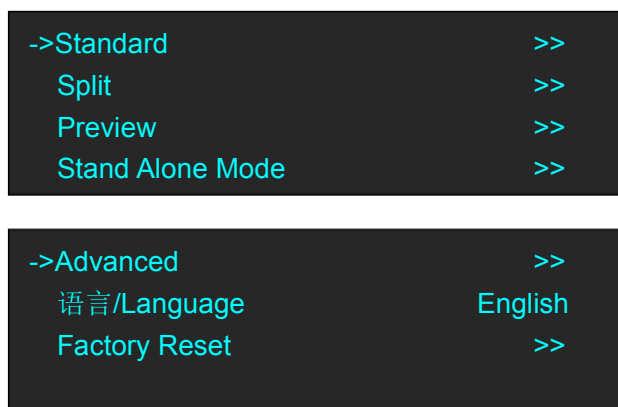 ->Standard >>
Split >>
Preview >>
Stand Alone Mode >>
->Advanced >>
语言/Language English
Factory Reset >>